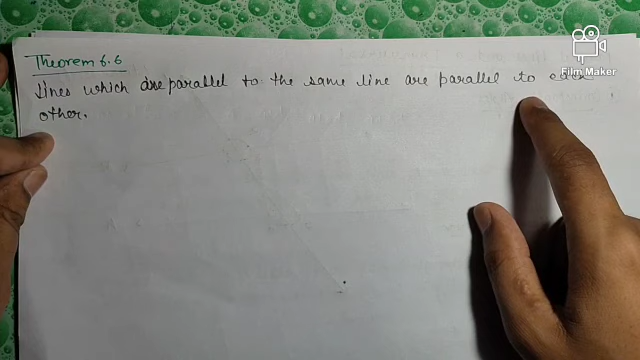 Theorem 6.6
Lines which are parallel to the same line are parallel to each
other.
Film Maker